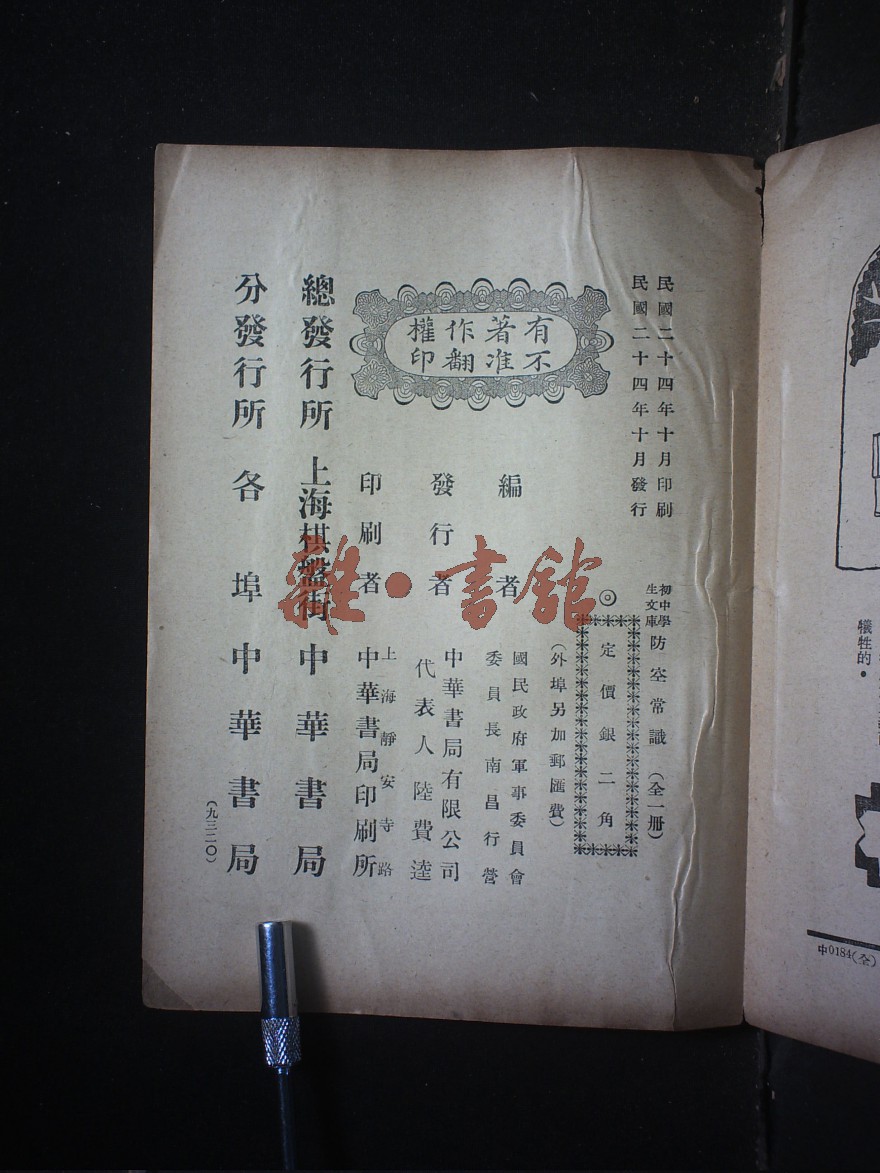 民國二十四年十月印刷
民國二十四年十月發行
有著作權
不准翻印
初中學生文庫
防空常識（全一册）
◎定價銀二角
（外埠另加郵匯費）
編者
國民政府軍事委員會
委員長南昌行營
發行者
中華書局有限公司
代表人陸費逵
印刷者
上海靜安寺路
中華書局印刷所
總發行所 上海棋盤街 中華書局
分發行所 各埠 中華書局
（九三二〇）
雜·書館
犧牲的。
中0184(全)